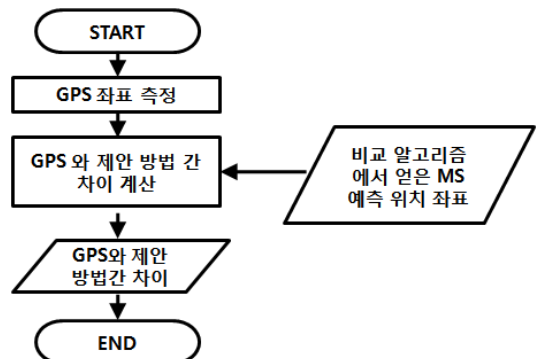 START
GPS 좌표 측정
GPS 와 제안 방법 간
차이 계산
비교 알고리즘
에서 얻은 MS
예측 위치 좌표
GPS와 제안
방법간 차이
END